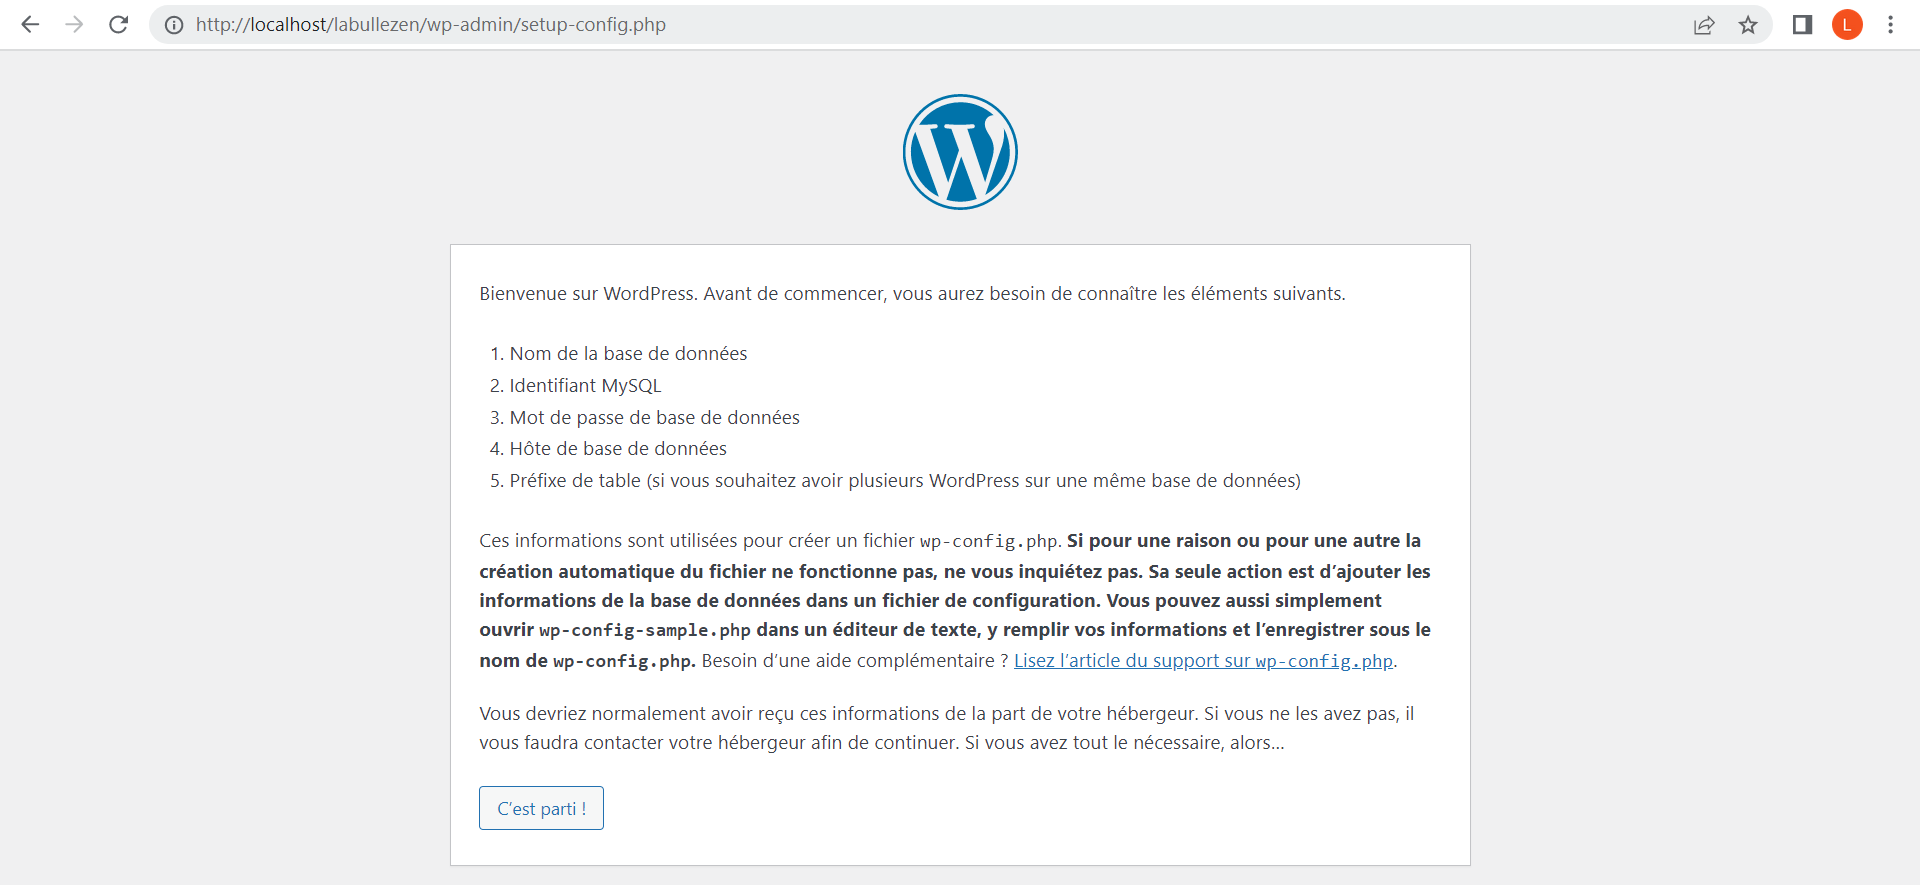 http://localhost/labullezen/wp-admin/setup-config.php
L
Bienvenue sur WordPress. Avant de commencer, vous aurez besoin de connaître les éléments suivants.
1. Nom de la base de données
2. Identifiant MySQL
3. Mot de passe de base de données
4. Hôte de base de données
5. Préfixe de table (si vous souhaitez avoir plusieurs WordPress sur une même base de données)
Ces informations sont utilisées pour créer un fichier wp-config.php. Si pour une raison ou pour une autre la
création automatique du fichier ne fonctionne pas, ne vous inquiétez pas. Sa seule action est d’ajouter les
informations de la base de données dans un fichier de configuration. Vous pouvez aussi simplement
ouvrir wp-config-sample.php dans un éditeur de texte, y remplir vos informations et l’enregistrer sous le
nom de wp-config.php. Besoin d’une aide complémentaire ? Lisez l’article du support sur wp-config.php.
Vous devriez normalement avoir reçu ces informations de la part de votre hébergeur. Si vous ne les avez pas, il
vous faudra contacter votre hébergeur afin de continuer. Si vous avez tout le nécessaire, alors…
C’est parti !